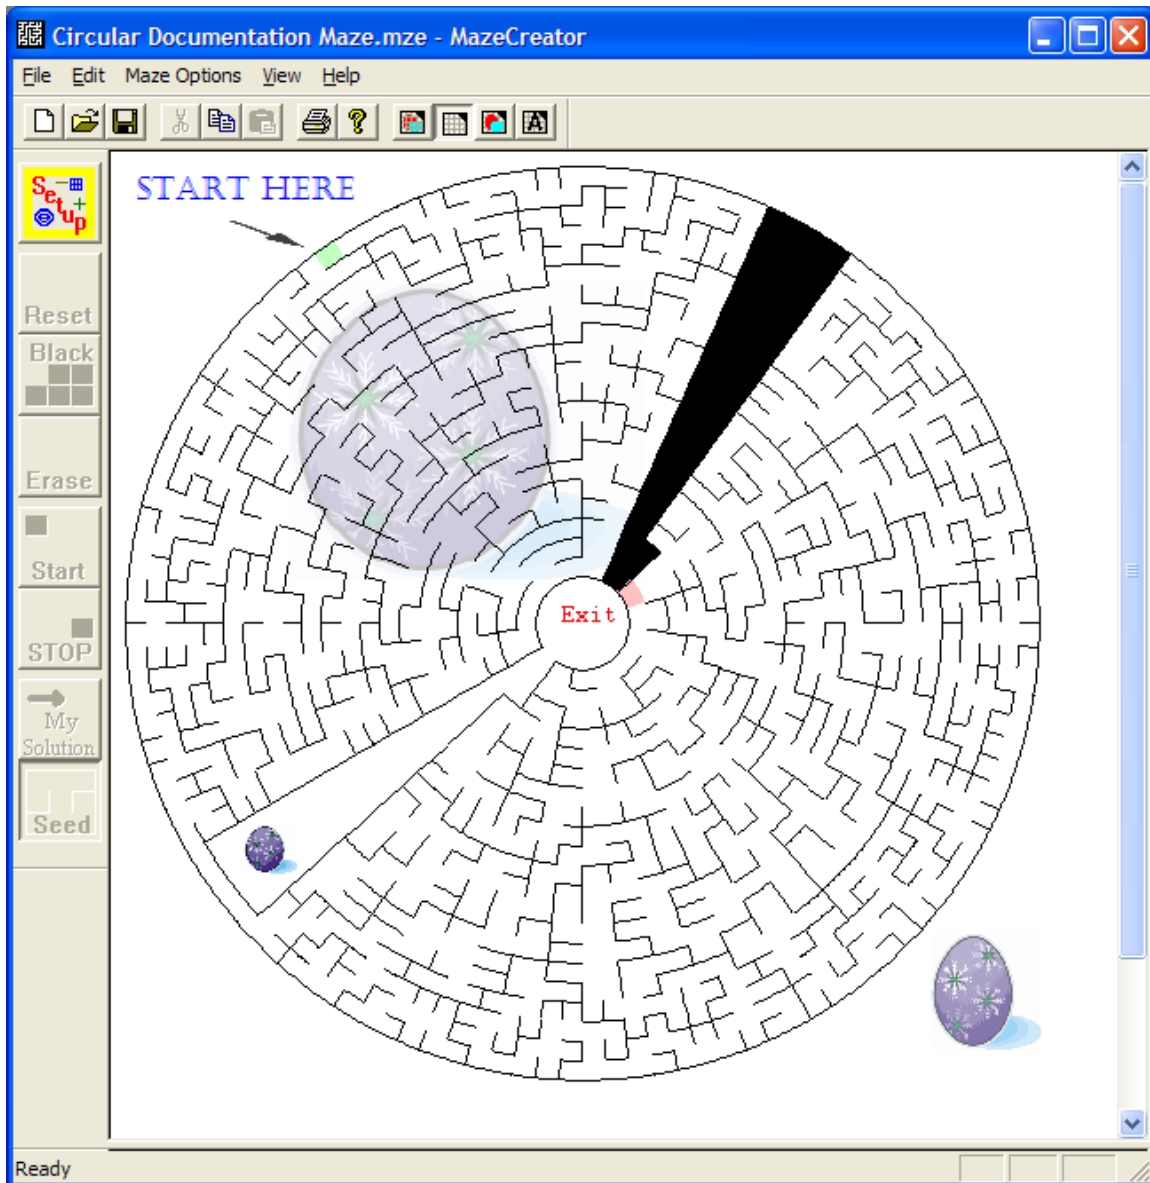 Circular Documentation Maze.mze - MazeCreator
File Edit Maze Options View Help
Setup
START HERE
Reset
Black
Erase
Start
STOP
My
Solution
Seed
Exit
Ready